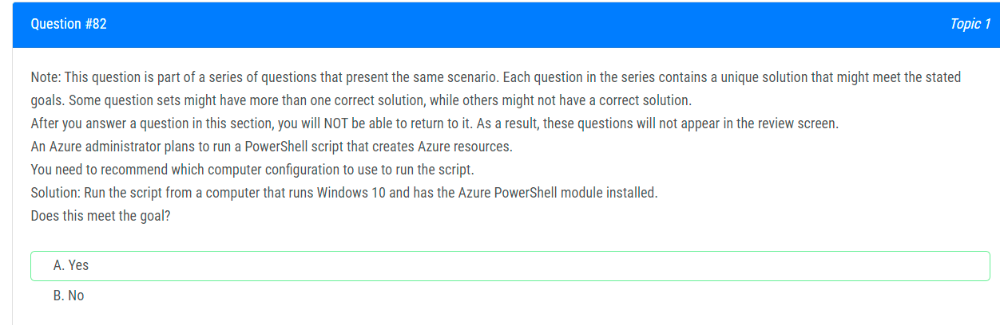 Question #82
Topic 1
Note: This question is part of a series of questions that present the same scenario. Each question in the series contains a unique solution that might meet the stated
goals. Some question sets might have more than one correct solution, while others might not have a correct solution.
After you answer a question in this section, you will NOT be able to return to it. As a result, these questions will not appear in the review screen.
An Azure administrator plans to run a PowerShell script that creates Azure resources.
You need to recommend which computer configuration to use to run the script.
Solution: Run the script from a computer that runs Windows 10 and has the Azure PowerShell module installed.
Does this meet the goal?
A. Yes
B. No